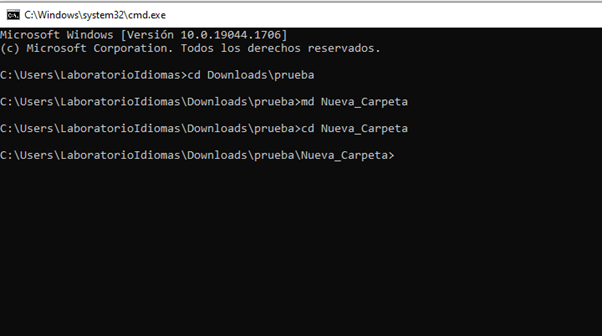 C:\Windows\system32\cmd.exe
Microsoft Windows [Versión 10.0.19044.1706]
(c) Microsoft Corporation. Todos los derechos reservados.
C:\Users\LaboratorioIdiomas>cd Downloads\prueba
C:\Users\LaboratorioIdiomas\Downloads\prueba>md Nueva_Carpeta
C:\Users\LaboratorioIdiomas\Downloads\prueba>cd Nueva_Carpeta
C:\Users\LaboratorioIdiomas\Downloads\prueba\Nueva_Carpeta>